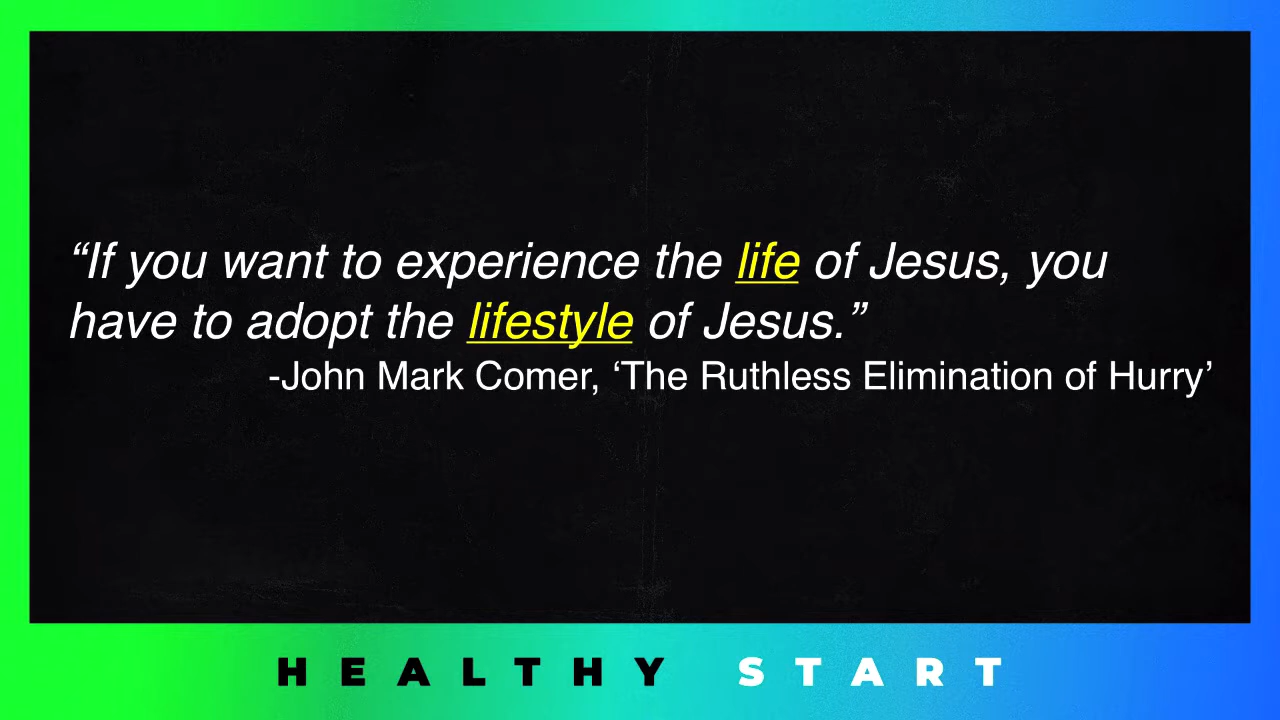 “If you want to experience the life of Jesus, you
have to adopt the lifestyle of Jesus.”
-John Mark Comer, ‘The Ruthless Elimination of Hurry’
HEALTHY START